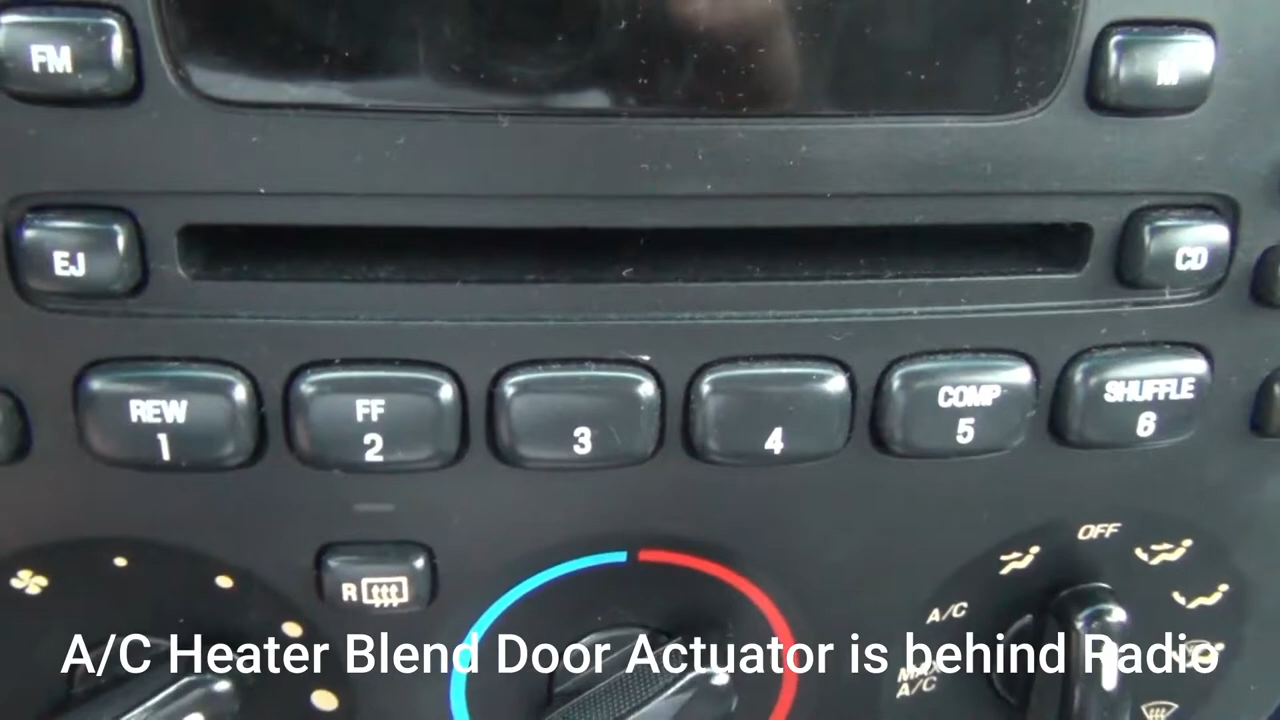 FM
EJ
CD
REW
1
FF
2
3
4
COMP
5
SHUFFLE
6
R
OFF
A/C
MAX
A/C
A/C Heater Blend Door Actuator is behind Radio